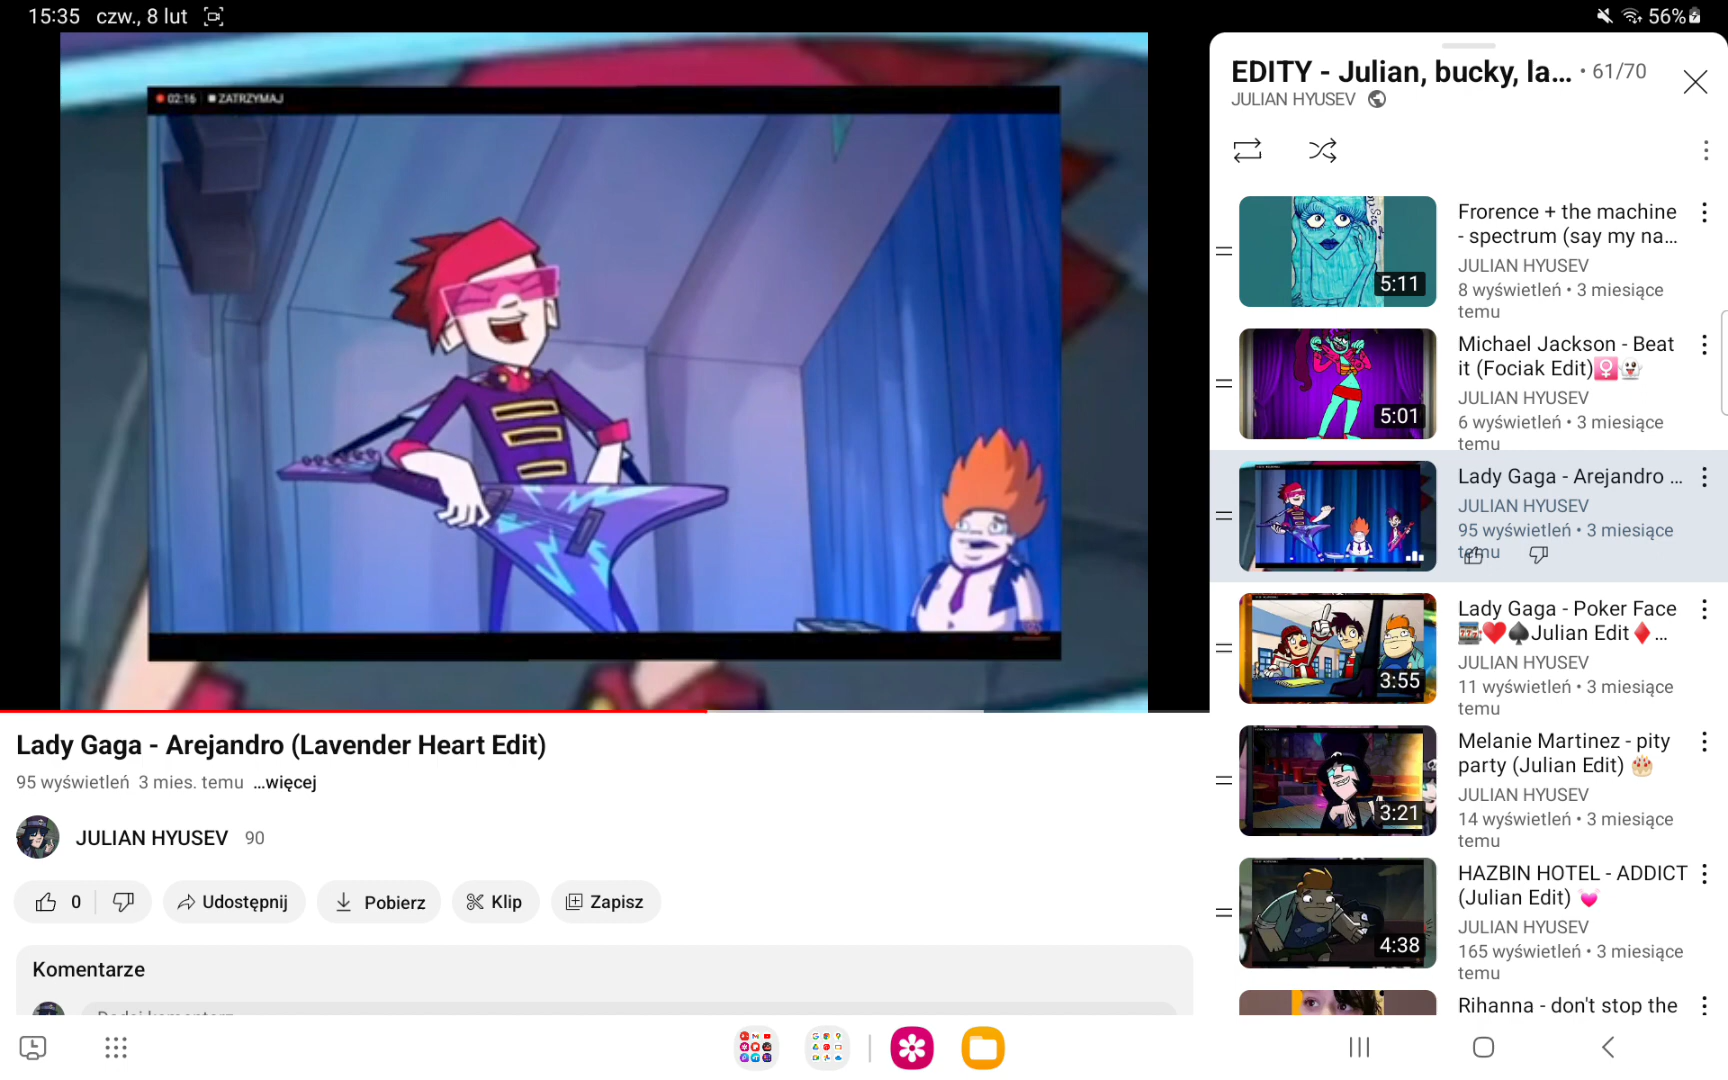 15:35 czw., 8 lut
56%
02:16 ZATRZYMAJ
EDITY - Julian, bucky, la... • 61/70
JULIAN HYUSEV
Frorence + the machine
- spectrum (say my na...
JULIAN HYUSEV
8 wyświetleń • 3 miesiące
temu
5:11
Michael Jackson - Beat
it (Fociak Edit)♀️👻
JULIAN HYUSEV
6 wyświetleń • 3 miesiące
temu
5:01
Lady Gaga - Arejandro ...
JULIAN HYUSEV
95 wyświetleń • 3 miesiące
temu
Lady Gaga - Poker Face
🎰❤️♠️Julian Edit♦️...
JULIAN HYUSEV
11 wyświetleń • 3 miesiące
temu
3:55
Melanie Martinez - pity
party (Julian Edit) 🎂
JULIAN HYUSEV
14 wyświetleń • 3 miesiące
temu
3:21
HAZBIN HOTEL - ADDICT
(Julian Edit) 💓
JULIAN HYUSEV
165 wyświetleń • 3 miesiące
temu
4:38
Rihanna - don't stop the
Lady Gaga - Arejandro (Lavender Heart Edit)
95 wyświetleń 3 mies. temu ...więcej
JULIAN HYUSEV 90
0 Udostępnij Pobierz Klip Zapisz
Komentarze